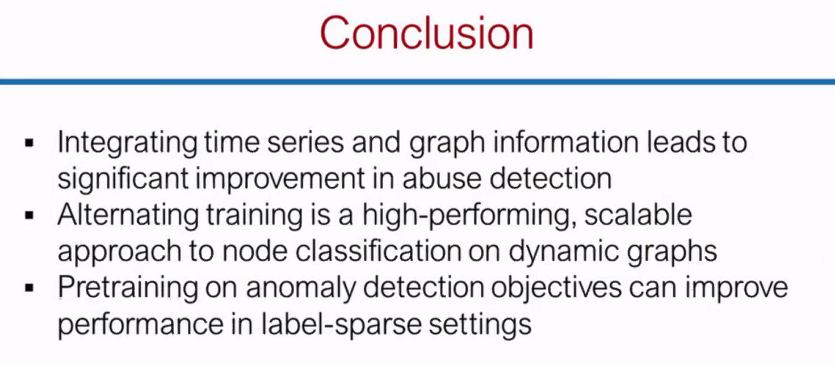 Conclusion
▪ Integrating time series and graph information leads to
significant improvement in abuse detection
▪ Alternating training is a high-performing, scalable
approach to node classification on dynamic graphs
▪ Pretraining on anomaly detection objectives can improve
performance in label-sparse settings